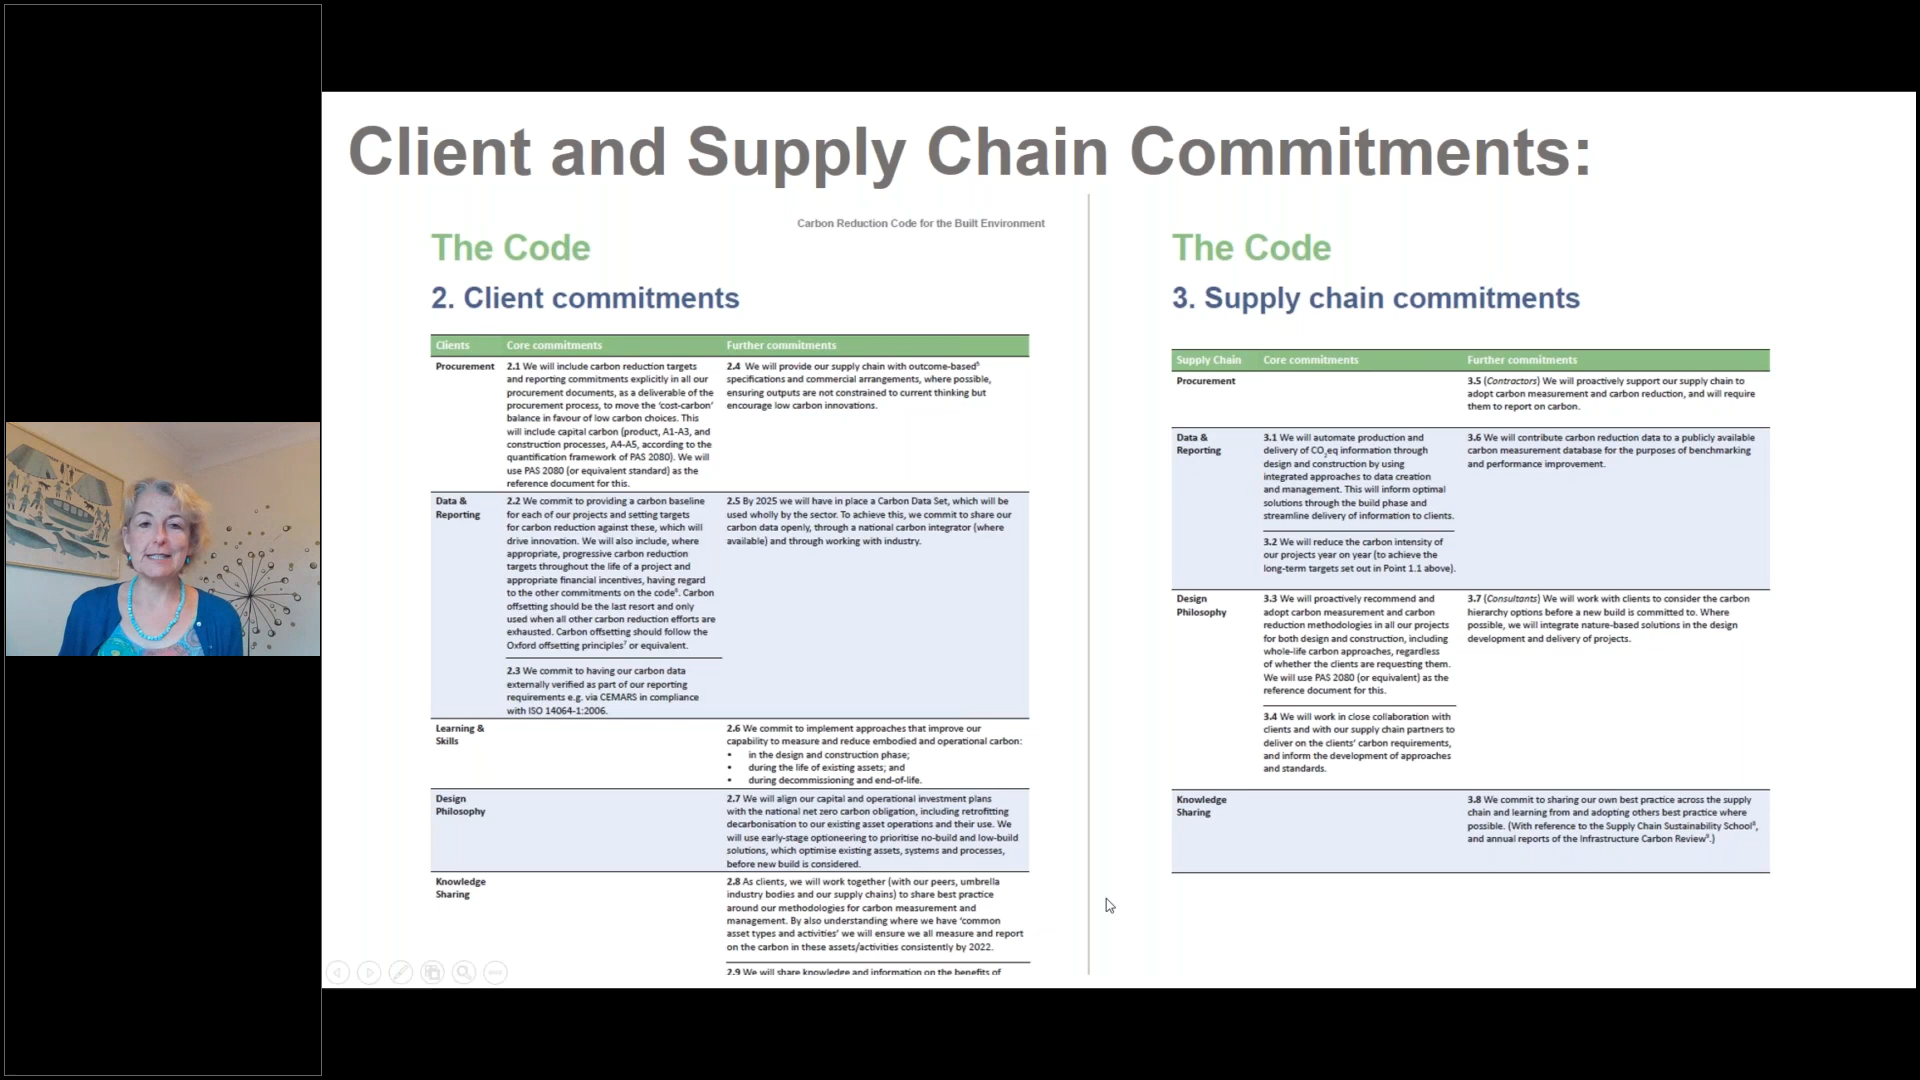 Client and Supply Chain Commitments:
Carbon Reduction Code for the Built Environment
The Code
2. Client commitments
Clients Core commitments Further commitments
Procurement
2.1 We will include carbon reduction targets
and reporting commitments explicitly in all our
procurement documents, as a deliverable of the
procurement process, to move the ‘cost-carbon’
balance in favour of low carbon choices. This
will include capital carbon (product, A1-A3, and
construction processes, A4-A5, according to the
quantification framework of PAS 2080). We will
use PAS 2080 (or equivalent standard) as the
reference document for this.
2.4 We will provide our supply chain with outcome-based⁵
specifications and commercial arrangements, where possible,
ensuring outputs are not constrained to current thinking but
encourage low carbon innovations.
Data &
Reporting
2.2 We commit to providing a carbon baseline
for each of our projects and setting targets
for carbon reduction against these, which will
drive innovation. We will also include, where
appropriate, progressive carbon reduction
targets throughout the life of a project and
appropriate financial incentives, having regard
to the other commitments on the code⁶. Carbon
offsetting should be the last resort and only
used when all other carbon reduction efforts are
exhausted. Carbon offsetting should follow the
Oxford offsetting principles⁷ or equivalent.
2.3 We commit to having our carbon data
externally verified as part of our reporting
requirements e.g. via CEMARS in compliance
with ISO 14064-1:2006.
2.5 By 2025 we will have in place a Carbon Data Set, which will be
used wholly by the sector. To achieve this, we commit to share our
carbon data openly, through a national carbon integrator (where
available) and through working with industry.
Learning &
Skills
2.6 We commit to implement approaches that improve our
capability to measure and reduce embodied and operational carbon:
• in the design and construction phase;
• during the life of existing assets; and
• during decommissioning and end-of-life.
Design
Philosophy
2.7 We will align our capital and operational investment plans
with the national net zero carbon obligation, including retrofitting
decarbonisation to our existing asset operations and their use. We
will use early-stage optioneering to prioritise no-build and low-build
solutions, which optimise existing assets, systems and processes,
before new build is considered.
Knowledge
Sharing
2.8 As clients, we will work together (with our peers, umbrella
industry bodies and our supply chains) to share best practice
around our methodologies for carbon measurement and
management. By also understanding where we have ‘common
asset types and activities’ we will ensure we all measure and report
on the carbon in these assets/activities consistently by 2022.
2.9 We will share knowledge and information on the benefits of
The Code
3. Supply chain commitments
Supply Chain Core commitments Further commitments
Procurement
3.5 (Contractors) We will proactively support our supply chain to
adopt carbon measurement and carbon reduction, and will require
them to report on carbon.
Data &
Reporting
3.1 We will automate production and
delivery of CO₂eq information through
design and construction by using
integrated approaches to data creation
and management. This will inform optimal
solutions through the build phase and
streamline delivery of information to clients.
3.2 We will reduce the carbon intensity of
our projects year on year (to achieve the
long-term targets set out in Point 1.1 above).
3.6 We will contribute carbon reduction data to a publicly available
carbon measurement database for the purposes of benchmarking
and performance improvement.
Design
Philosophy
3.3 We will proactively recommend and
adopt carbon measurement and carbon
reduction methodologies in all our projects
for both design and construction, including
whole-life carbon approaches, regardless
of whether the clients are requesting them.
We will use PAS 2080 (or equivalent) as the
reference document for this.
3.4 We will work in close collaboration with
clients and with our supply chain partners to
deliver on the clients’ carbon requirements,
and inform the development of approaches
and standards.
3.7 (Consultants) We will work with clients to consider the carbon
hierarchy options before a new build is committed to. Where
possible, we will integrate nature-based solutions in the design
development and delivery of projects.
Knowledge
Sharing
3.8 We commit to sharing our own best practice across the supply
chain and learning from and adopting others best practice where
possible. (With reference to the Supply Chain Sustainability School⁸,
and annual reports of the Infrastructure Carbon Review⁹.)